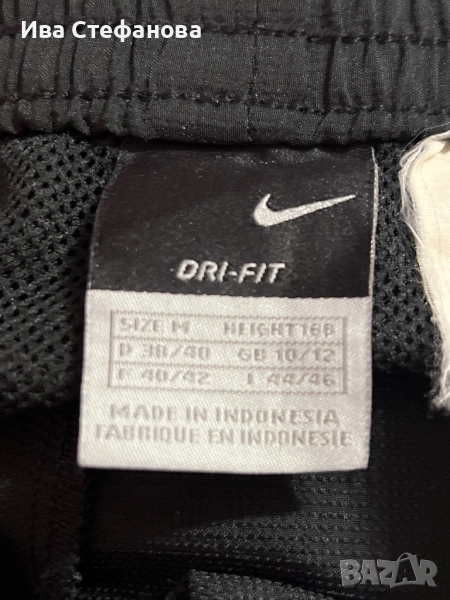 Ива Стефанова
DRI-FIT
SIZE M HEIGHT 168
D 38/40 GB 10/12
F 40/42 I 44/46
MADE IN INDONESIA
FABRIQUE EN INDONESIE
BAZAR